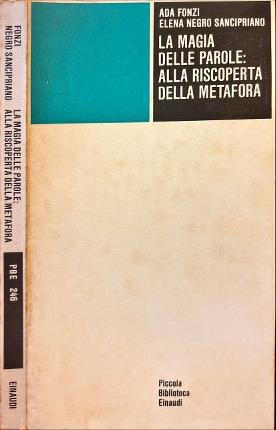 ADA FONZI
ELENA NEGRO SANCIPRIANO
LA MAGIA
DELLE PAROLE:
ALLA RISCOPERTA
DELLA METAFORA
Piccola
Biblioteca
Einaudi
FONZI
NEGRO SANCIPRIANO
LA MAGIA DELLE PAROLE:
ALLA RISCOPERTA DELLA METAFORA
PBE 246
EINAUDI